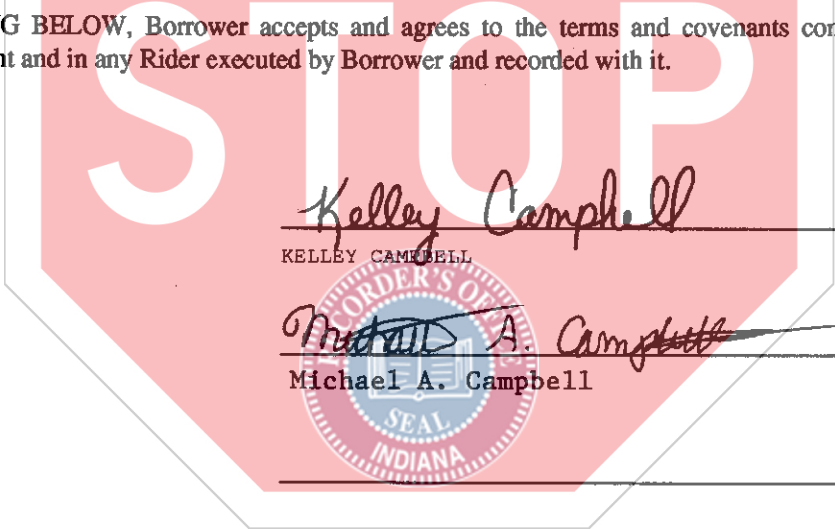 G BELOW, Borrower accepts and agrees to the terms and covenants con
nt and in any Rider executed by Borrower and recorded with it.
STOP!
Kelley Campbell
KELLEY CAMPBELL
Michael A. Campbell
Michael A. Campbell
RECORDER'S OFFICE
SEAL
INDIANA